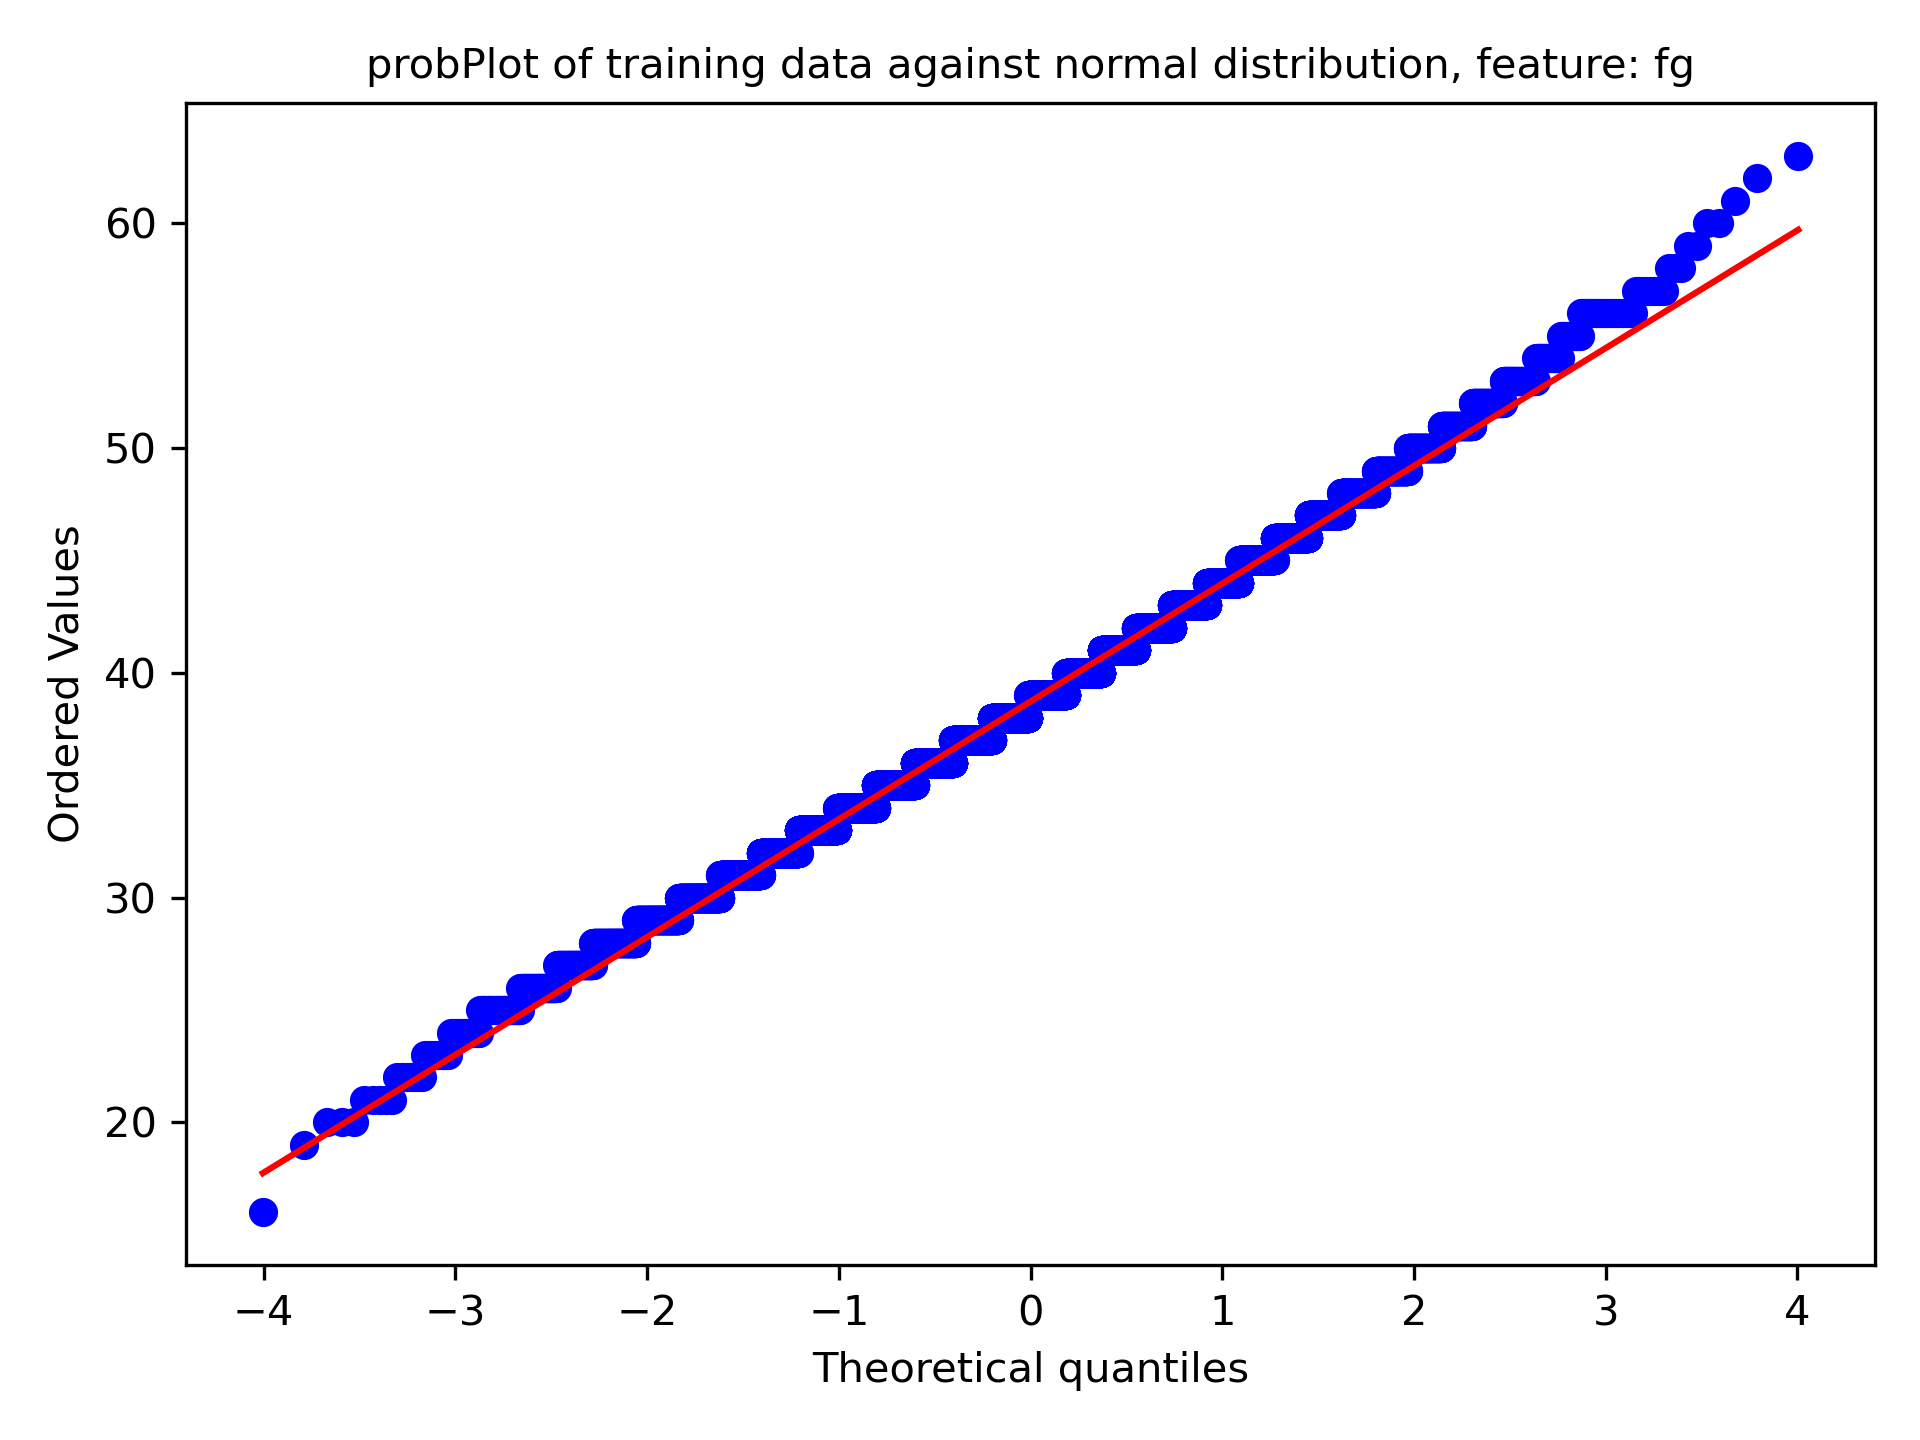 probPlot of training data against normal distribution, feature: fg
Ordered Values
60
50
40
30
20
−4 −3 −2 −1 0 1 2 3 4
Theoretical quantiles